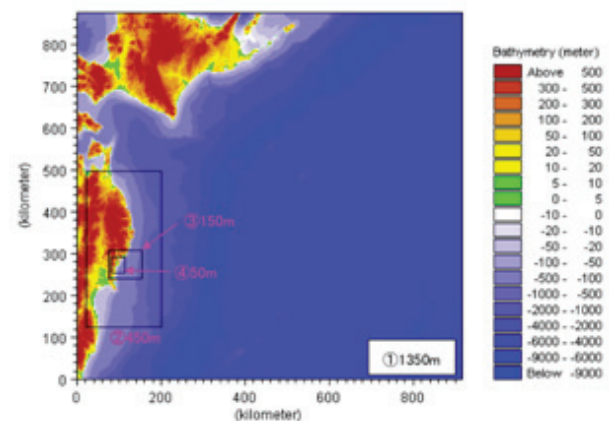 800
700
600
500
400
300
200
100
0
(kilometer)
③150m
④50m
②450m
①1350m
0 200 400 600 800
(kilometer)
Bathymetry (meter)
Above 500
300 - 500
200 - 300
100 - 200
50 - 100
20 - 50
10 - 20
5 - 10
0 - 5
-10 - 0
-20 - -10
-50 - -20
-100 - -50
-500 - -100
-1000 - -500
-2000 - -1000
-4000 - -2000
-6000 - -4000
-9000 - -6000
Below -9000